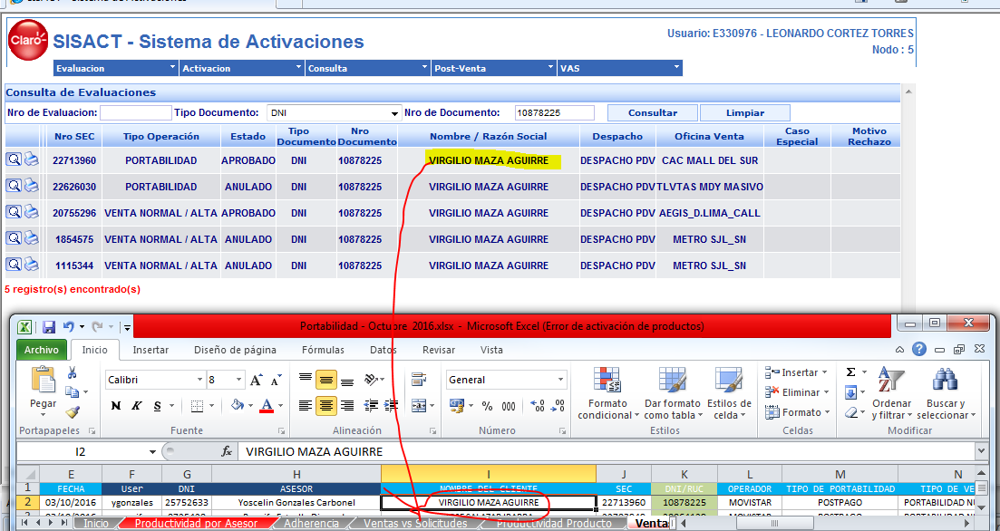 Claro
SISACT - Sistema de Activaciones
Usuario: E330976 - LEONARDO CORTEZ TORRES
Nodo : 5
Evaluacion Activacion Consulta Post-Venta VAS
Consulta de Evaluaciones
Nro de Evaluacion: Tipo Documento: DNI Nro de Documento: 10878225 Consultar Limpiar
Nro SEC Tipo Operación Estado Tipo Documento Nro Documento Nombre / Razón Social Despacho Oficina Venta Caso Especial Motivo Rechazo
22713960 PORTABILIDAD APROBADO DNI 10878225 VIRGILIO MAZA AGUIRRE DESPACHO PDV CAC MALL DEL SUR
22626030 PORTABILIDAD ANULADO DNI 10878225 VIRGILIO MAZA AGUIRRE DESPACHO PDV TLVTAS MDY MASIVO
20755296 VENTA NORMAL / ALTA APROBADO DNI 10878225 VIRGILIO MAZA AGUIRRE DESPACHO PDV AEGIS_D.LIMA_CALL
1854575 VENTA NORMAL / ALTA ANULADO DNI 10878225 VIRGILIO MAZA AGUIRRE DESPACHO PDV METRO SJL_SN
1115344 VENTA NORMAL / ALTA ANULADO DNI 10878225 VIRGILIO MAZA AGUIRRE DESPACHO PDV METRO SJL_SN
5 registro(s) encontrado(s)
Portabilidad - Octubre_2016.xlsx - Microsoft Excel (Error de activación de productos)
Archivo Inicio Insertar Diseño de página Fórmulas Datos Revisar Vista
Calibri 8 A A General Insertar Σ
Pegar N K S A % 000 Formato condicional Dar formato como tabla Estilos de celda Eliminar Formato Ordenar y filtrar Buscar y seleccionar
Portapapeles Fuente Alineación Número Estilos Celdas Modificar
I2 fx VIRGILIO MAZA AGUIRRE
E F G H I J K L M N
1 FECHA User DNI ASESOR NOMBRE DEL CLIENTE SEC DNI/RUC OPERADOR TIPO DE PORTABILIDAD TIPO DE VE
2 03/10/2016 ygonzales 25752633 Yoscelin Gonzales Carbonel VIRGILIO MAZA AGUIRRE 22713960 10878225 MOVISTAR POSTPAGO PORTABILIDAD NU
Inicio Productividad por Asesor Adherencia Ventas vs Solicitudes Productividad Producto Ventas